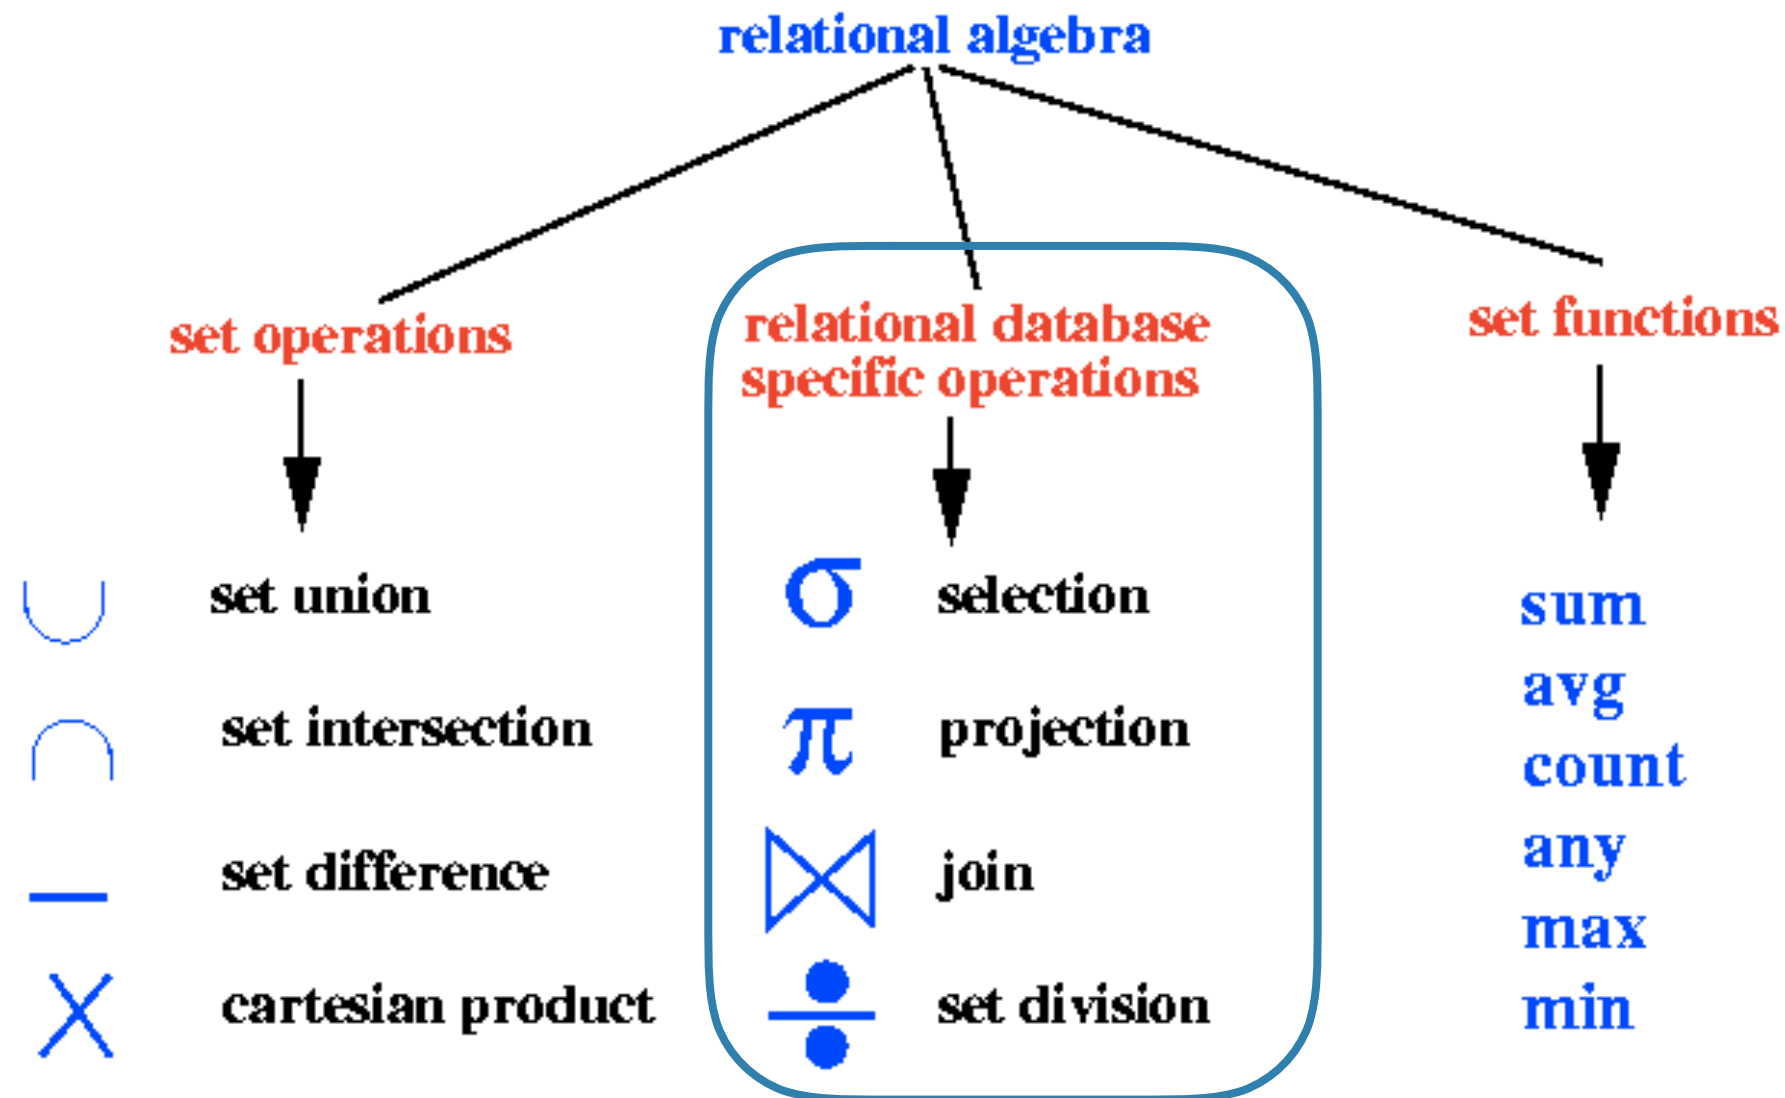 relational algebra
set operations
∪ set union
∩ set intersection
− set difference
× cartesian product
relational database
specific operations
σ selection
π projection
⋈ join
÷ set division
set functions
sum
avg
count
any
max
min